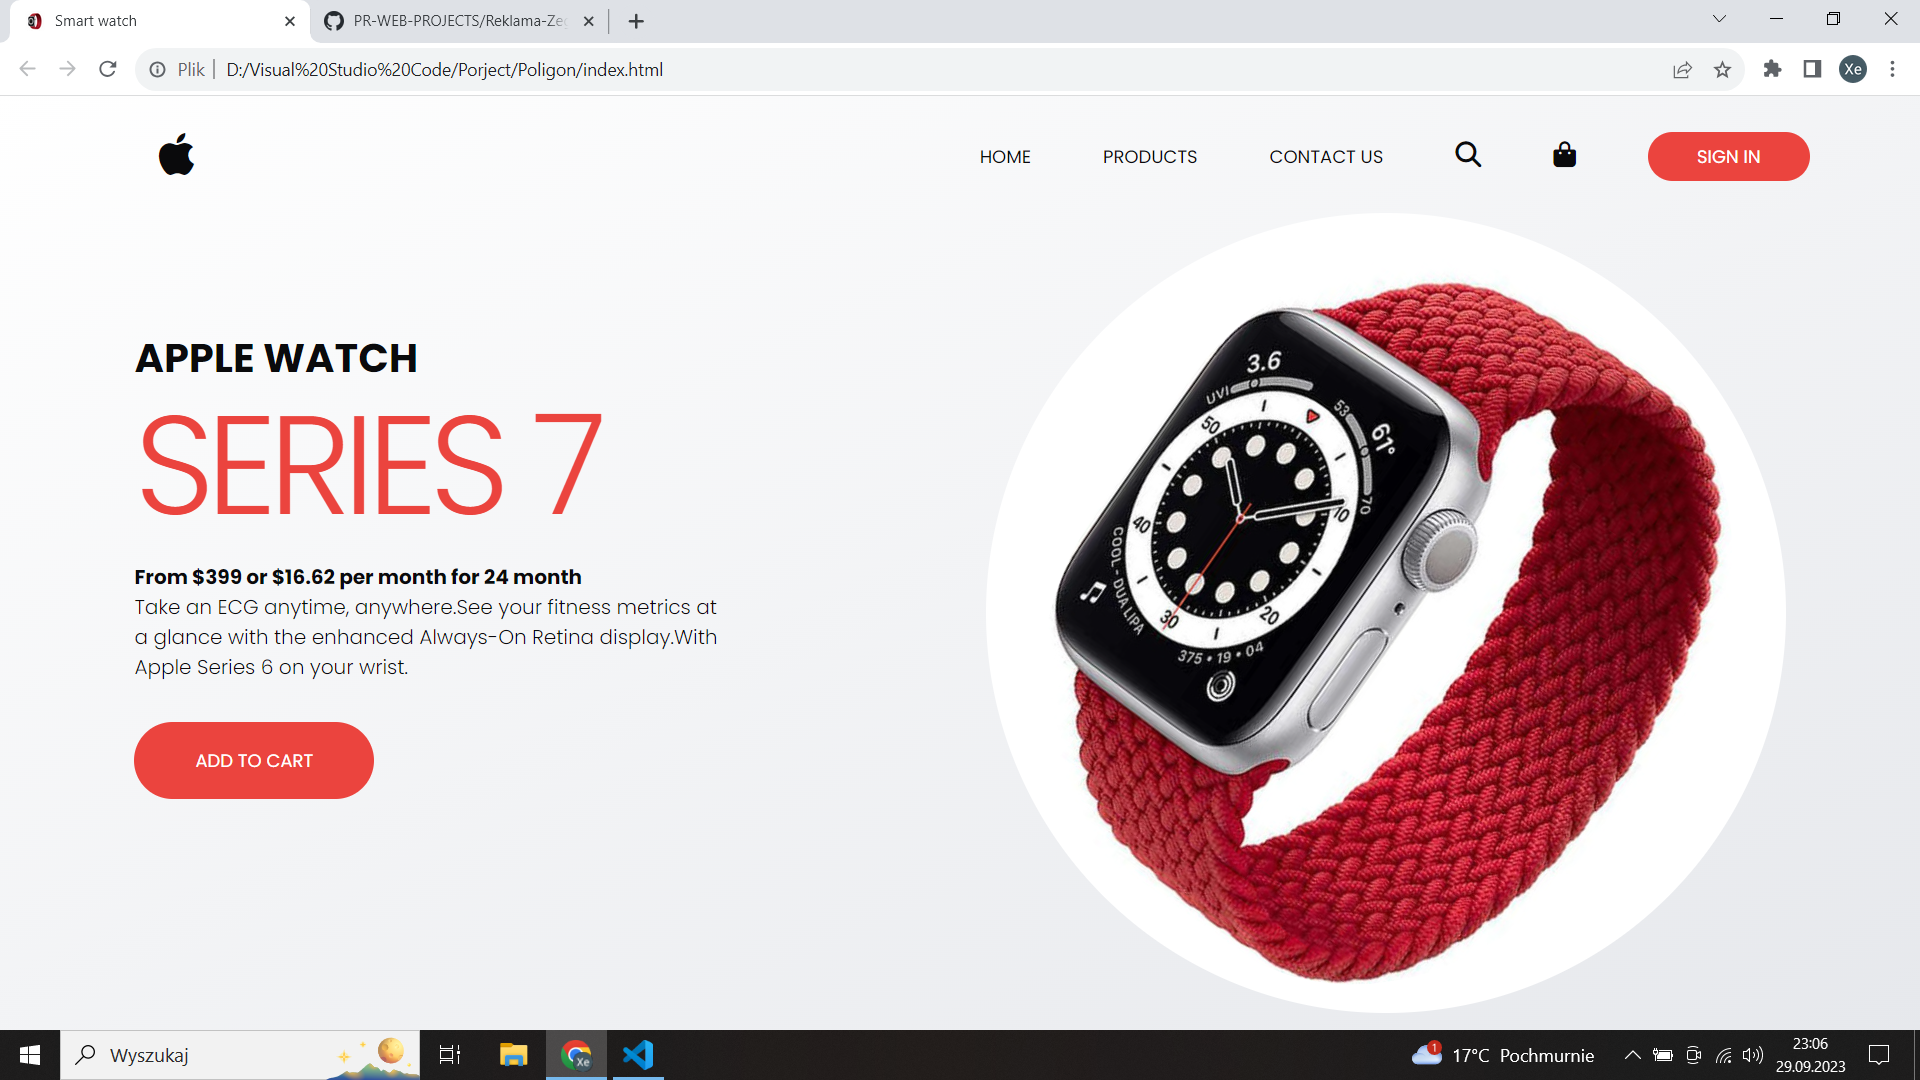 Smart watch
PR-WEB-PROJECTS/Reklama-Zeg
Plik
D:/Visual%20Studio%20Code/Porject/Poligon/index.html
Xe
HOME
PRODUCTS
CONTACT US
SIGN IN
APPLE WATCH
SERIES 7
From $399 or $16.62 per month for 24 month
Take an ECG anytime, anywhere.See your fitness metrics at
a glance with the enhanced Always-On Retina display.With
Apple Series 6 on your wrist.
ADD TO CART
3.6
UVI
53
61°
70
50
10
40
30
20
COOL - DUA LIPA
375 • 19 • 04
Wyszukaj
Xe
1
17°C Pochmurnie
23:06
29.09.2023